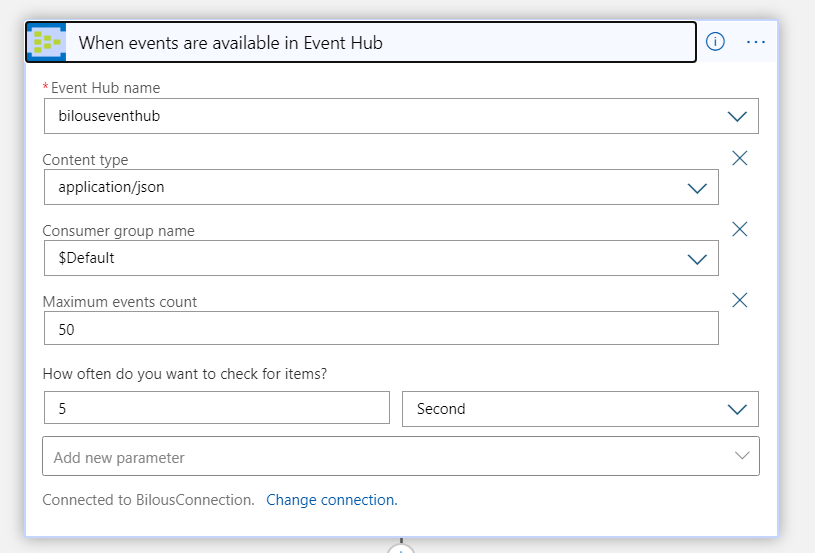 When events are available in Event Hub
*Event Hub name
bilouseventhub
Content type
application/json
Consumer group name
$Default
Maximum events count
50
How often do you want to check for items?
5 Second
Add new parameter
Connected to BilousConnection. Change connection.